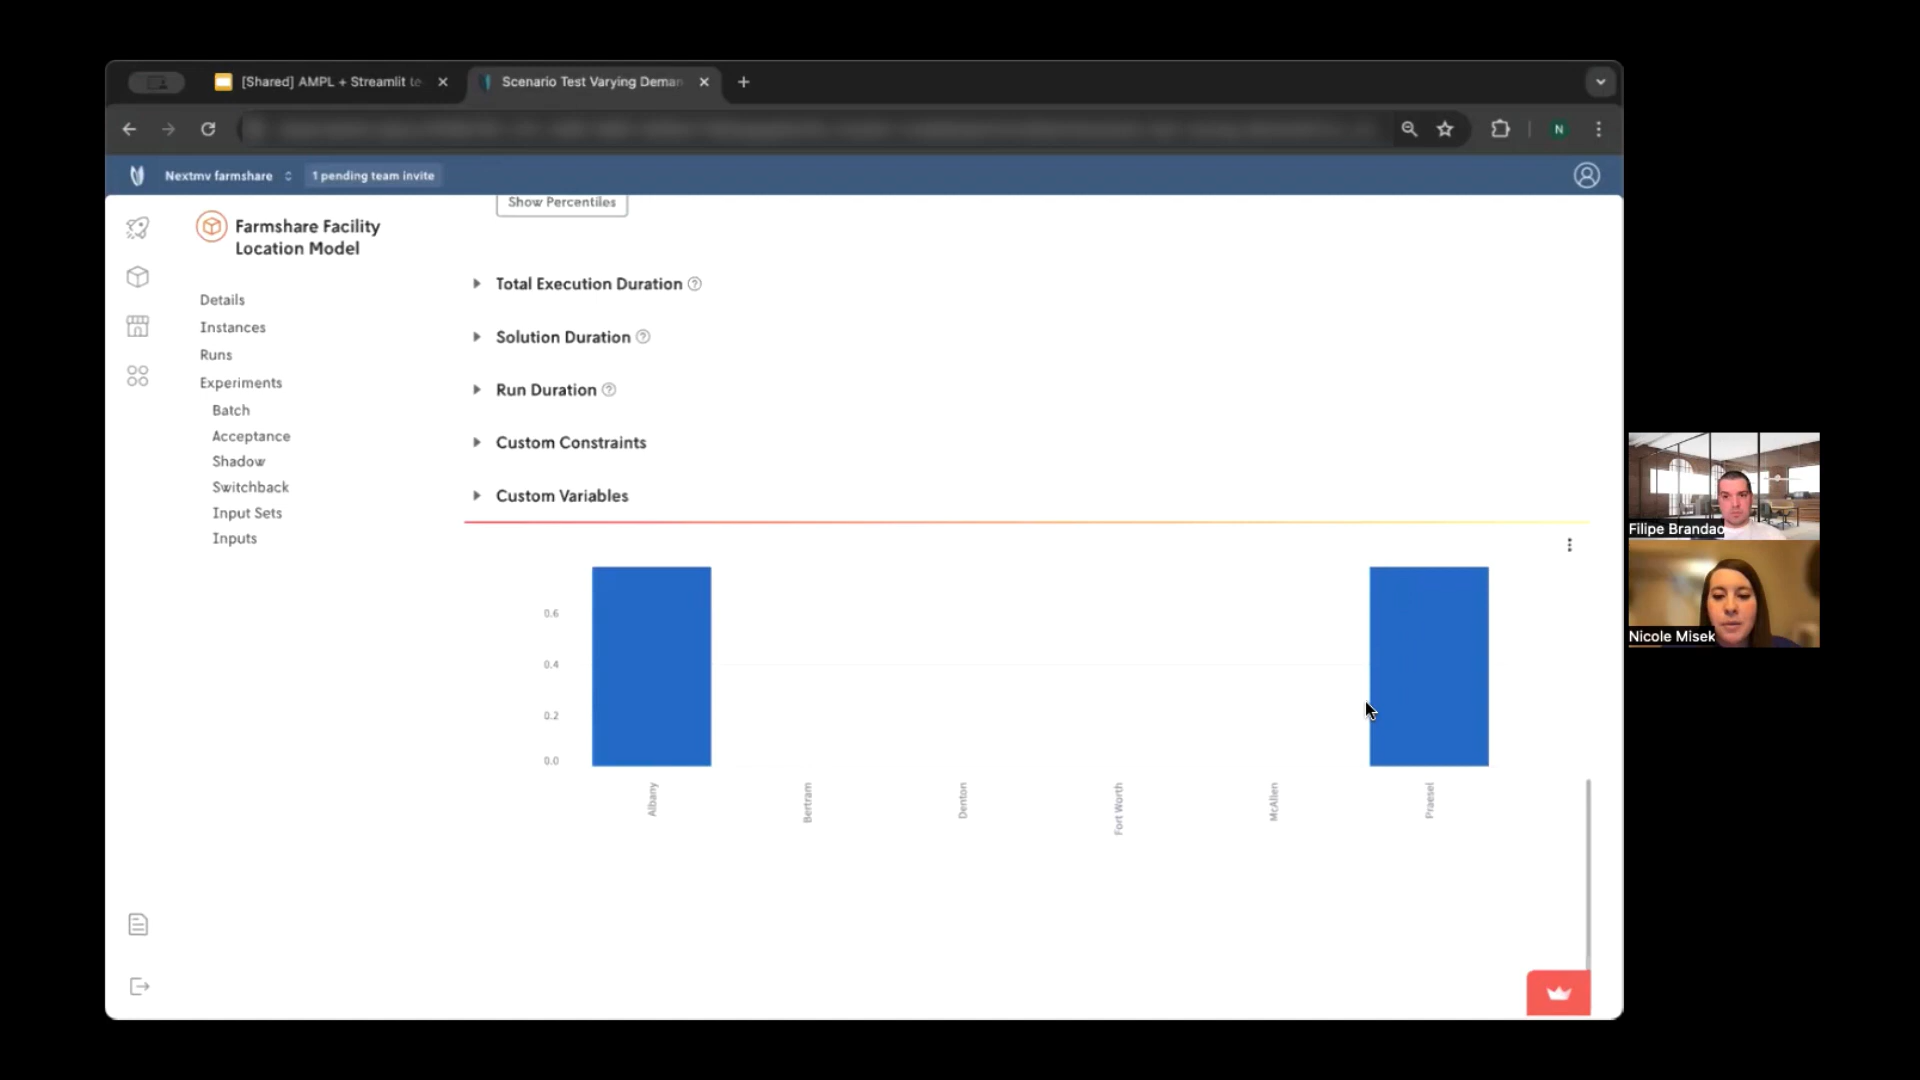 [Shared] AMPL + Streamlit te
Scenario Test Varying Deman
N
Nextmv farmshare
1 pending team invite
Farmshare Facility
Location Model
Details
Instances
Runs
Experiments
Batch
Acceptance
Shadow
Switchback
Input Sets
Inputs
Show Percentiles
Total Execution Duration ?
Solution Duration ?
Run Duration ?
Custom Constraints
Custom Variables
0.6
0.4
0.2
0.0
Albany
Bertram
Denton
Fort Worth
McAllen
Praesel
Filipe Brandao
Nicole Misek